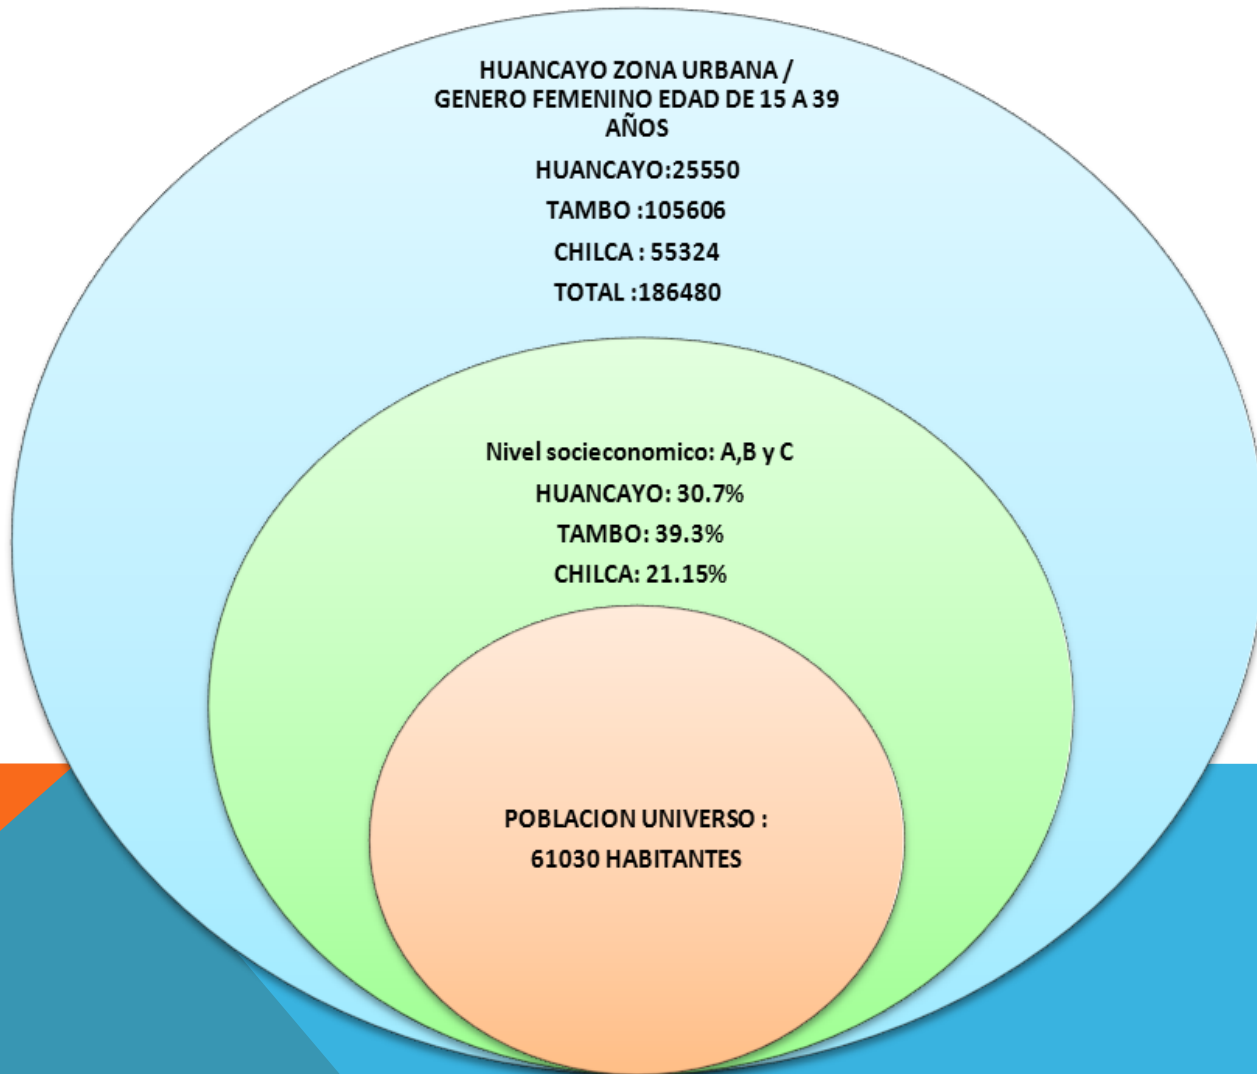 HUANCAYO ZONA URBANA /
GENERO FEMENINO EDAD DE 15 A 39
AÑOS
HUANCAYO:25550
TAMBO :105606
CHILCA : 55324
TOTAL :186480
Nivel socieconomico: A,B y C
HUANCAYO: 30.7%
TAMBO: 39.3%
CHILCA: 21.15%
POBLACION UNIVERSO :
61030 HABITANTES